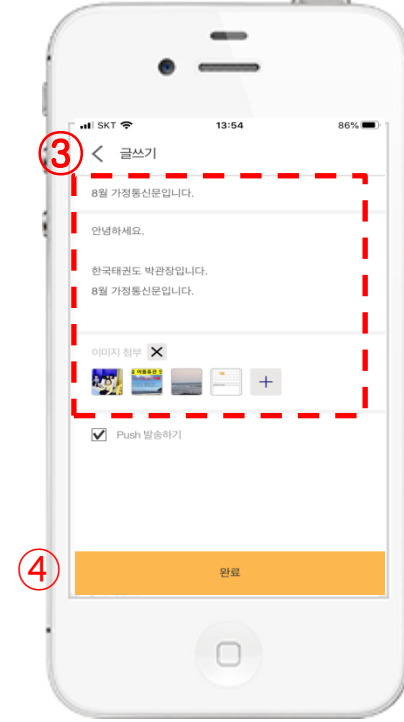 SKT
13:54
86%
③
글쓰기
8월 가정통신문입니다.
안녕하세요.
한국태권도 박관장입니다.
8월 가정통신문입니다.
이미지 첨부
Push 발송하기
④
완료